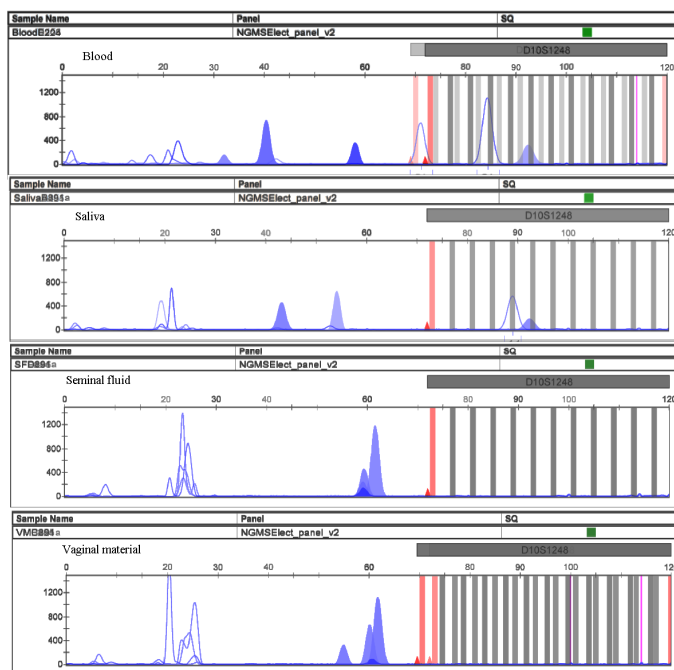 Sample Name Panel SQ
NGMSElect_panel_v2
Blood D10S1248
0 20 40 60 80 100 120
1200
800
400
0
Sample Name Panel SQ
NGMSElect_panel_v2
Saliva D10S1248
0 20 40 60 80 100 120
1200
800
400
0
Sample Name Panel SQ
NGMSElect_panel_v2
Seminal fluid D10S1248
0 20 40 60 80 100 120
1200
800
400
0
Sample Name Panel SQ
NGMSElect_panel_v2
Vaginal material D10S1248
0 20 40 60 80 100 120
1200
800
400
0